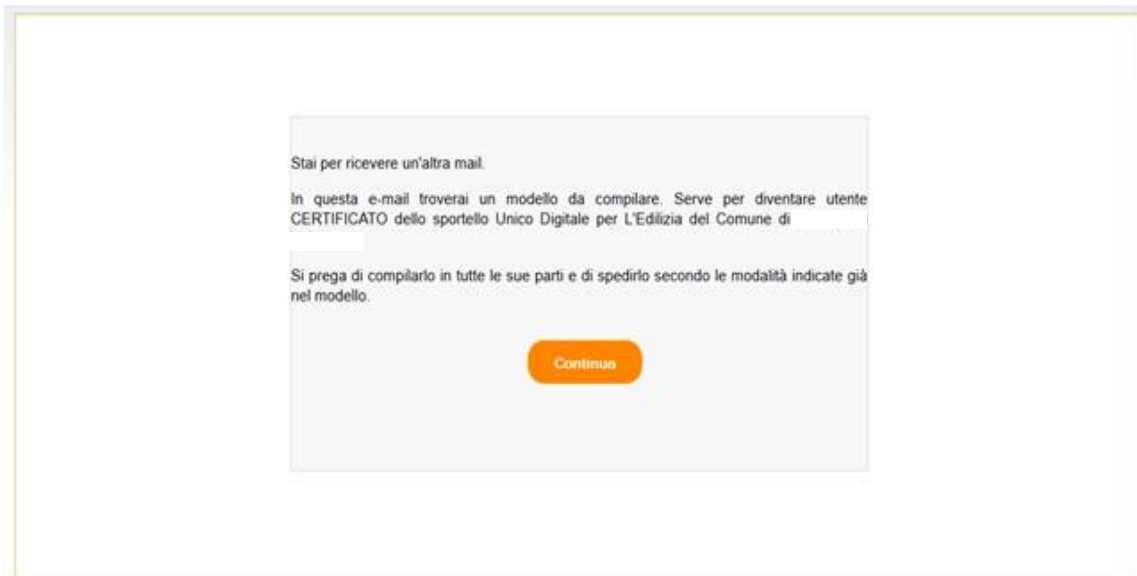 Stai per ricevere un'altra mail.
In questa e-mail troverai un modello da compilare. Serve per diventare utente
CERTIFICATO dello sportello Unico Digitale per L'Edilizia del Comune di
Si prega di compilarlo in tutte le sue parti e di spedirlo secondo le modalità indicate già
nel modello.
Continua